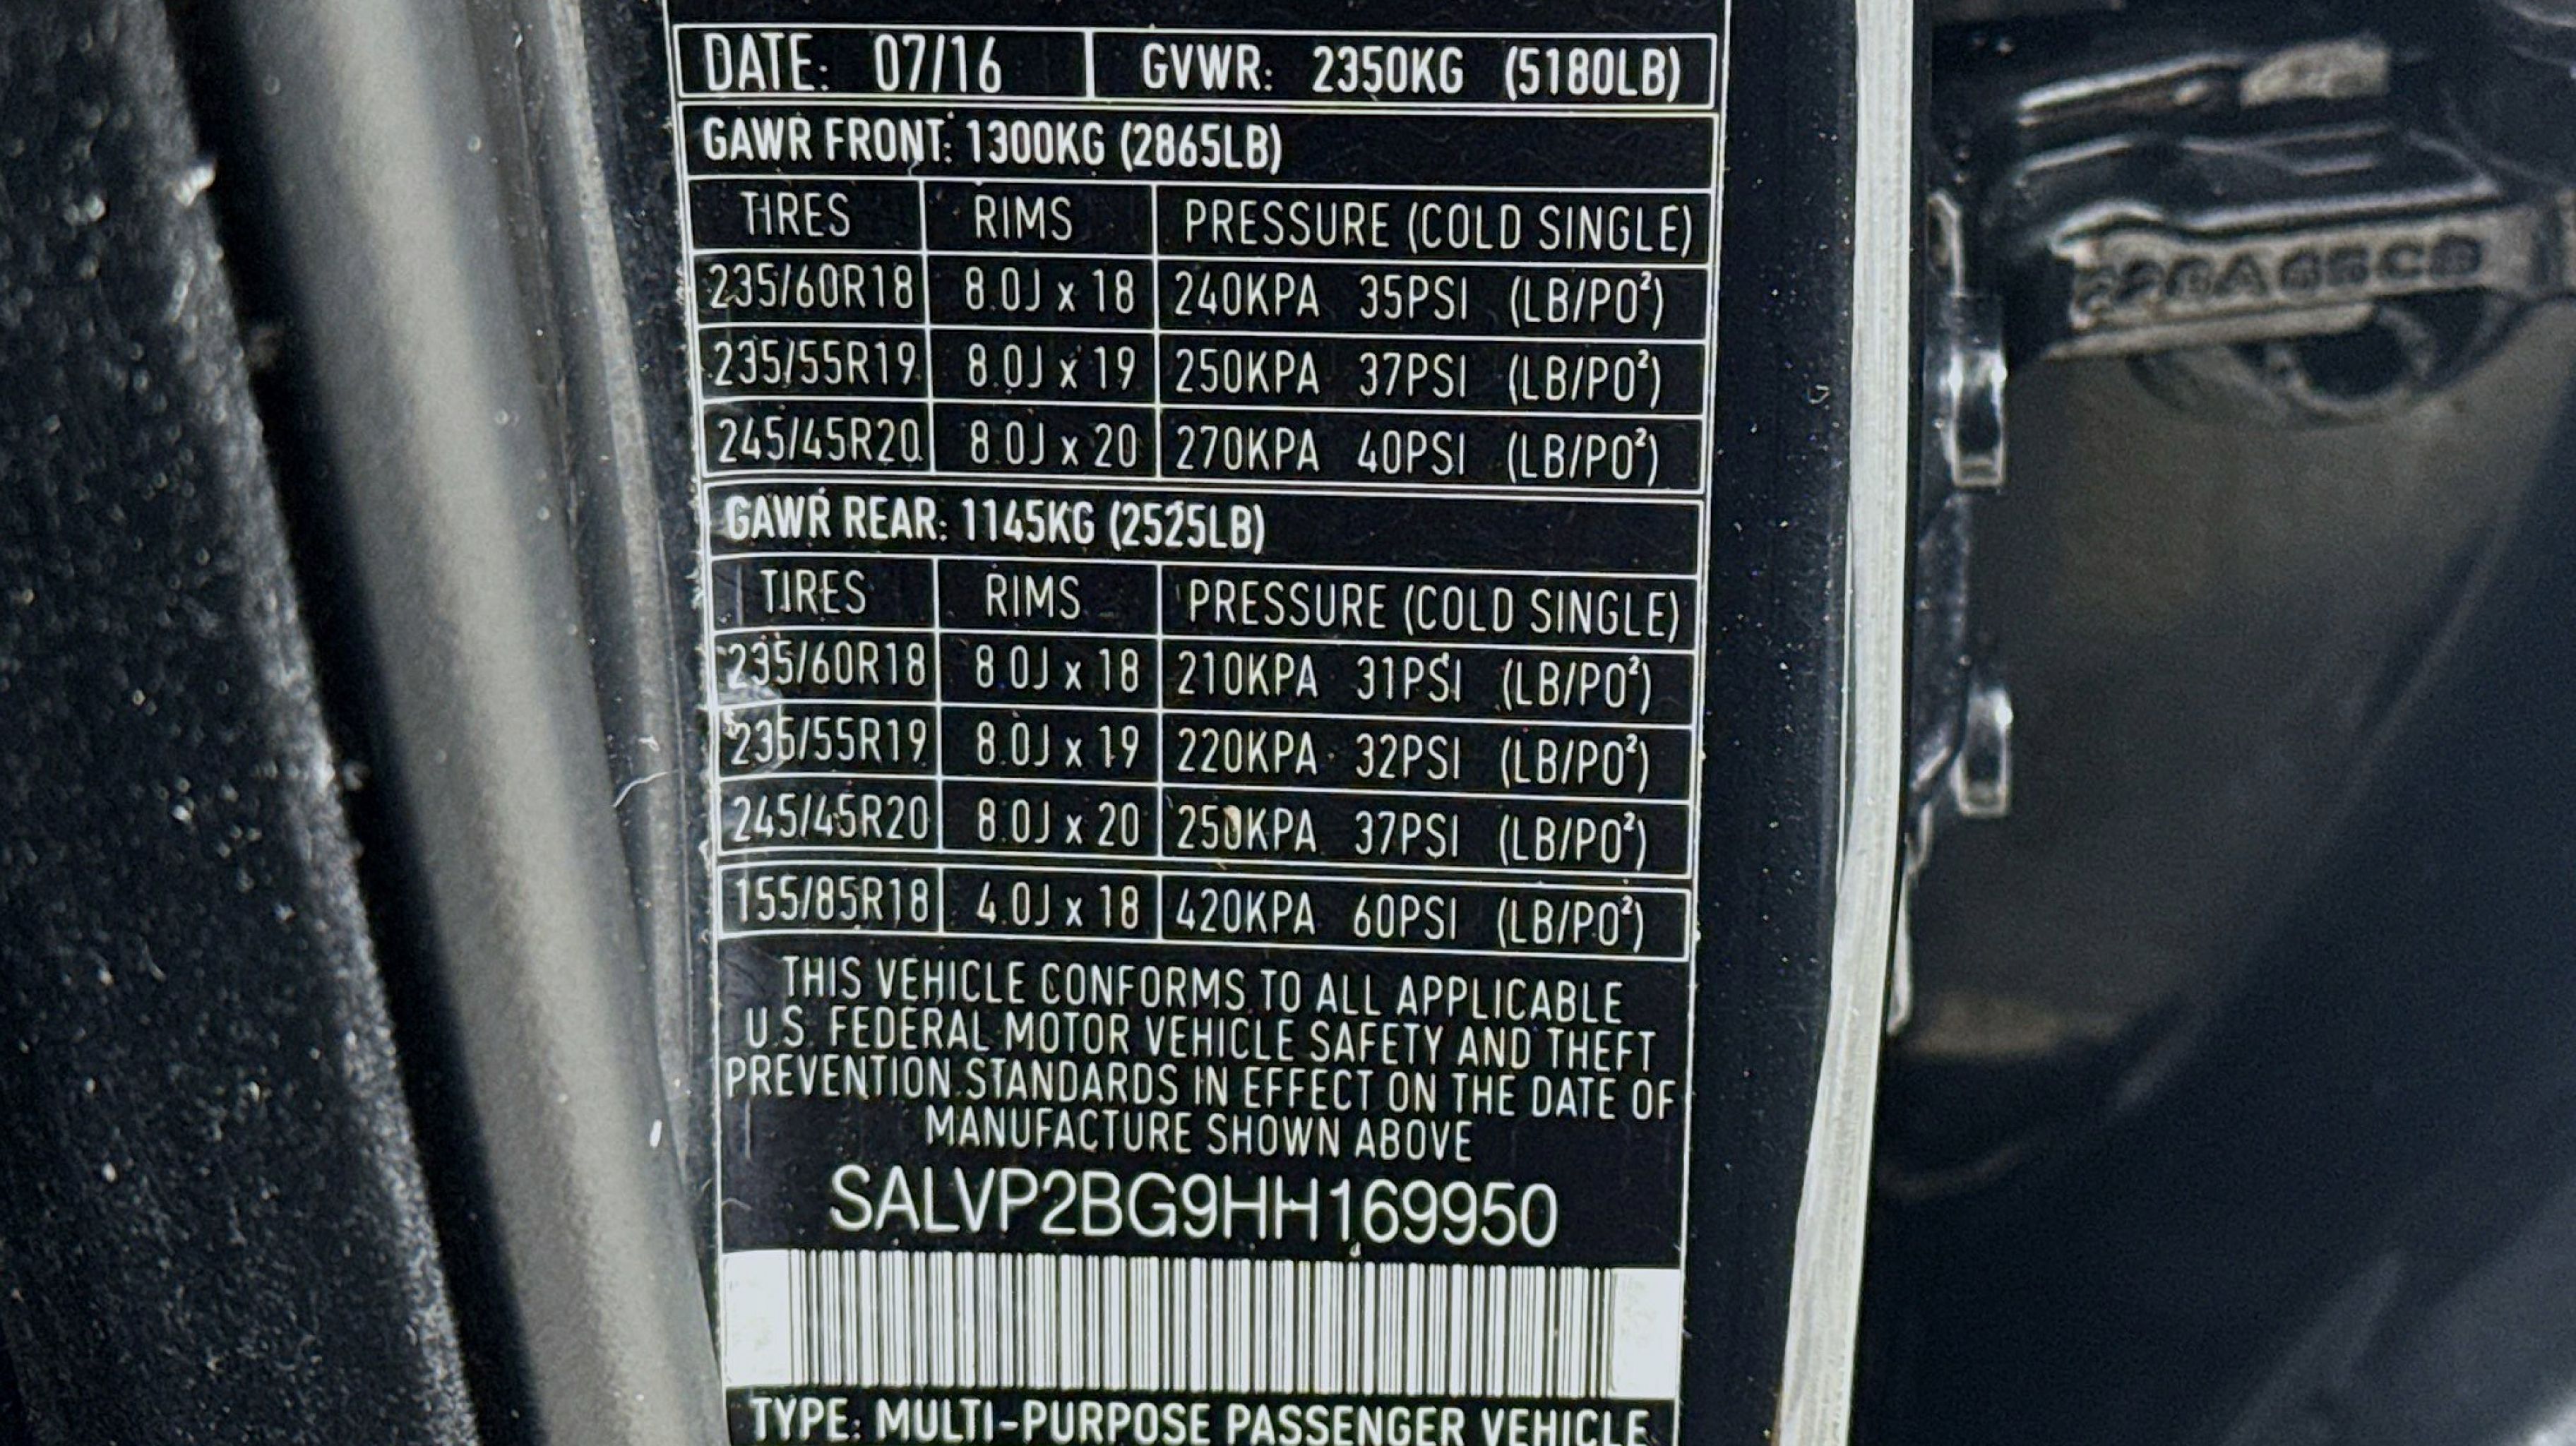 DATE: 07/16 GVWR: 2350KG (5180LB)
GAWR FRONT: 1300KG (2865LB)
TIRES RIMS PRESSURE (COLD SINGLE)
235/60R18 8.0J x 18 240KPA 35PSI (LB/PO²)
235/55R19 8.0J x 19 250KPA 37PSI (LB/PO²)
245/45R20 8.0J x 20 270KPA 40PSI (LB/PO²)
GAWR REAR: 1145KG (2525LB)
TIRES RIMS PRESSURE (COLD SINGLE)
235/60R18 8.0J x 18 210KPA 31PSI (LB/PO²)
235/55R19 8.0J x 19 220KPA 32PSI (LB/PO²)
245/45R20 8.0J x 20 250KPA 37PSI (LB/PO²)
155/85R18 4.0J x 18 420KPA 60PSI (LB/PO²)
THIS VEHICLE CONFORMS TO ALL APPLICABLE
U.S. FEDERAL MOTOR VEHICLE SAFETY AND THEFT
PREVENTION STANDARDS IN EFFECT ON THE DATE OF
MANUFACTURE SHOWN ABOVE
SALVP2BG9HH169950
TYPE: MULTI-PURPOSE PASSENGER VEHICLE